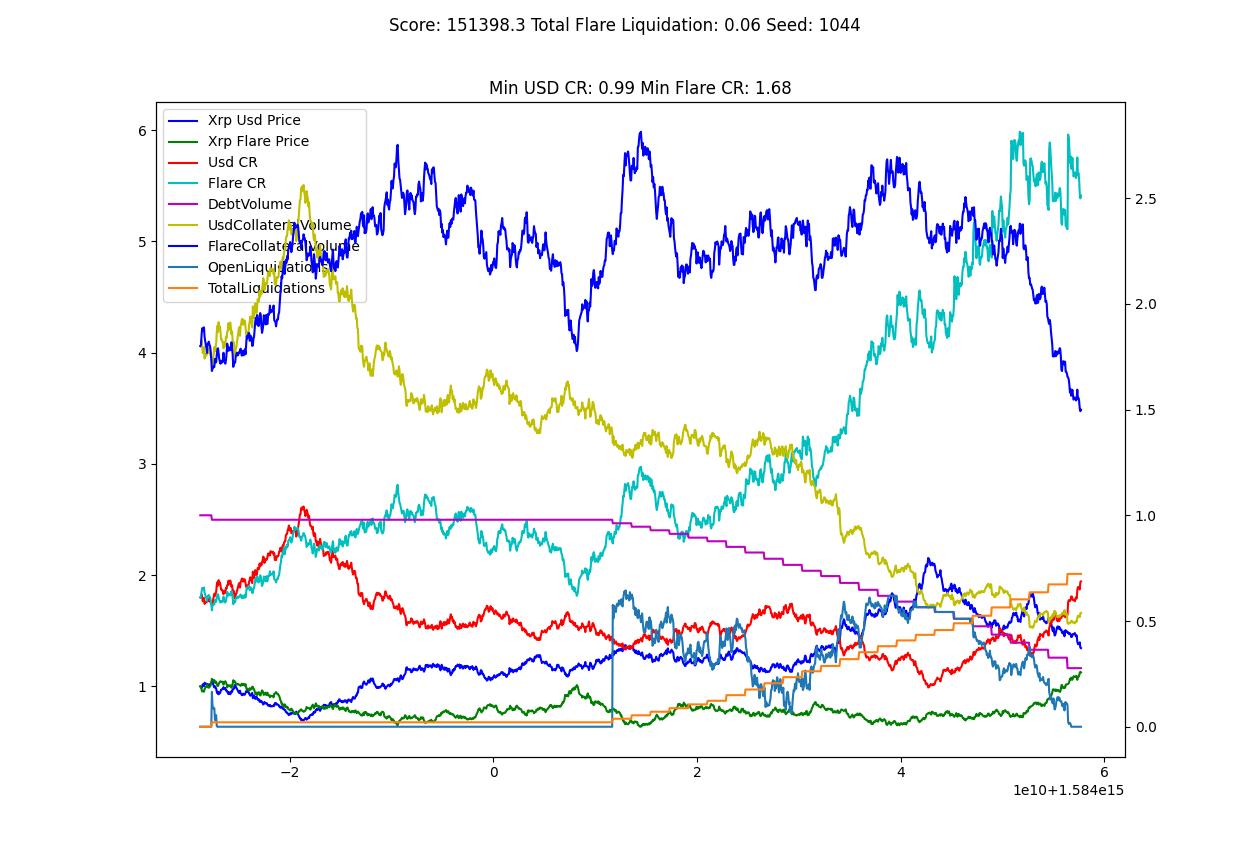 Score: 151398.3 Total Flare Liquidation: 0.06 Seed: 1044
Min USD CR: 0.99 Min Flare CR: 1.68
Xrp Usd Price
Xrp Flare Price
Usd CR
Flare CR
DebtVolume
UsdCollateralVolume
FlareCollateralVolume
OpenLiquidations
TotalLiquidations
6
5
4
3
2
1
2.5
2.0
1.5
1.0
0.5
0.0
−2
0
2
4
6
1e10+1.584e15